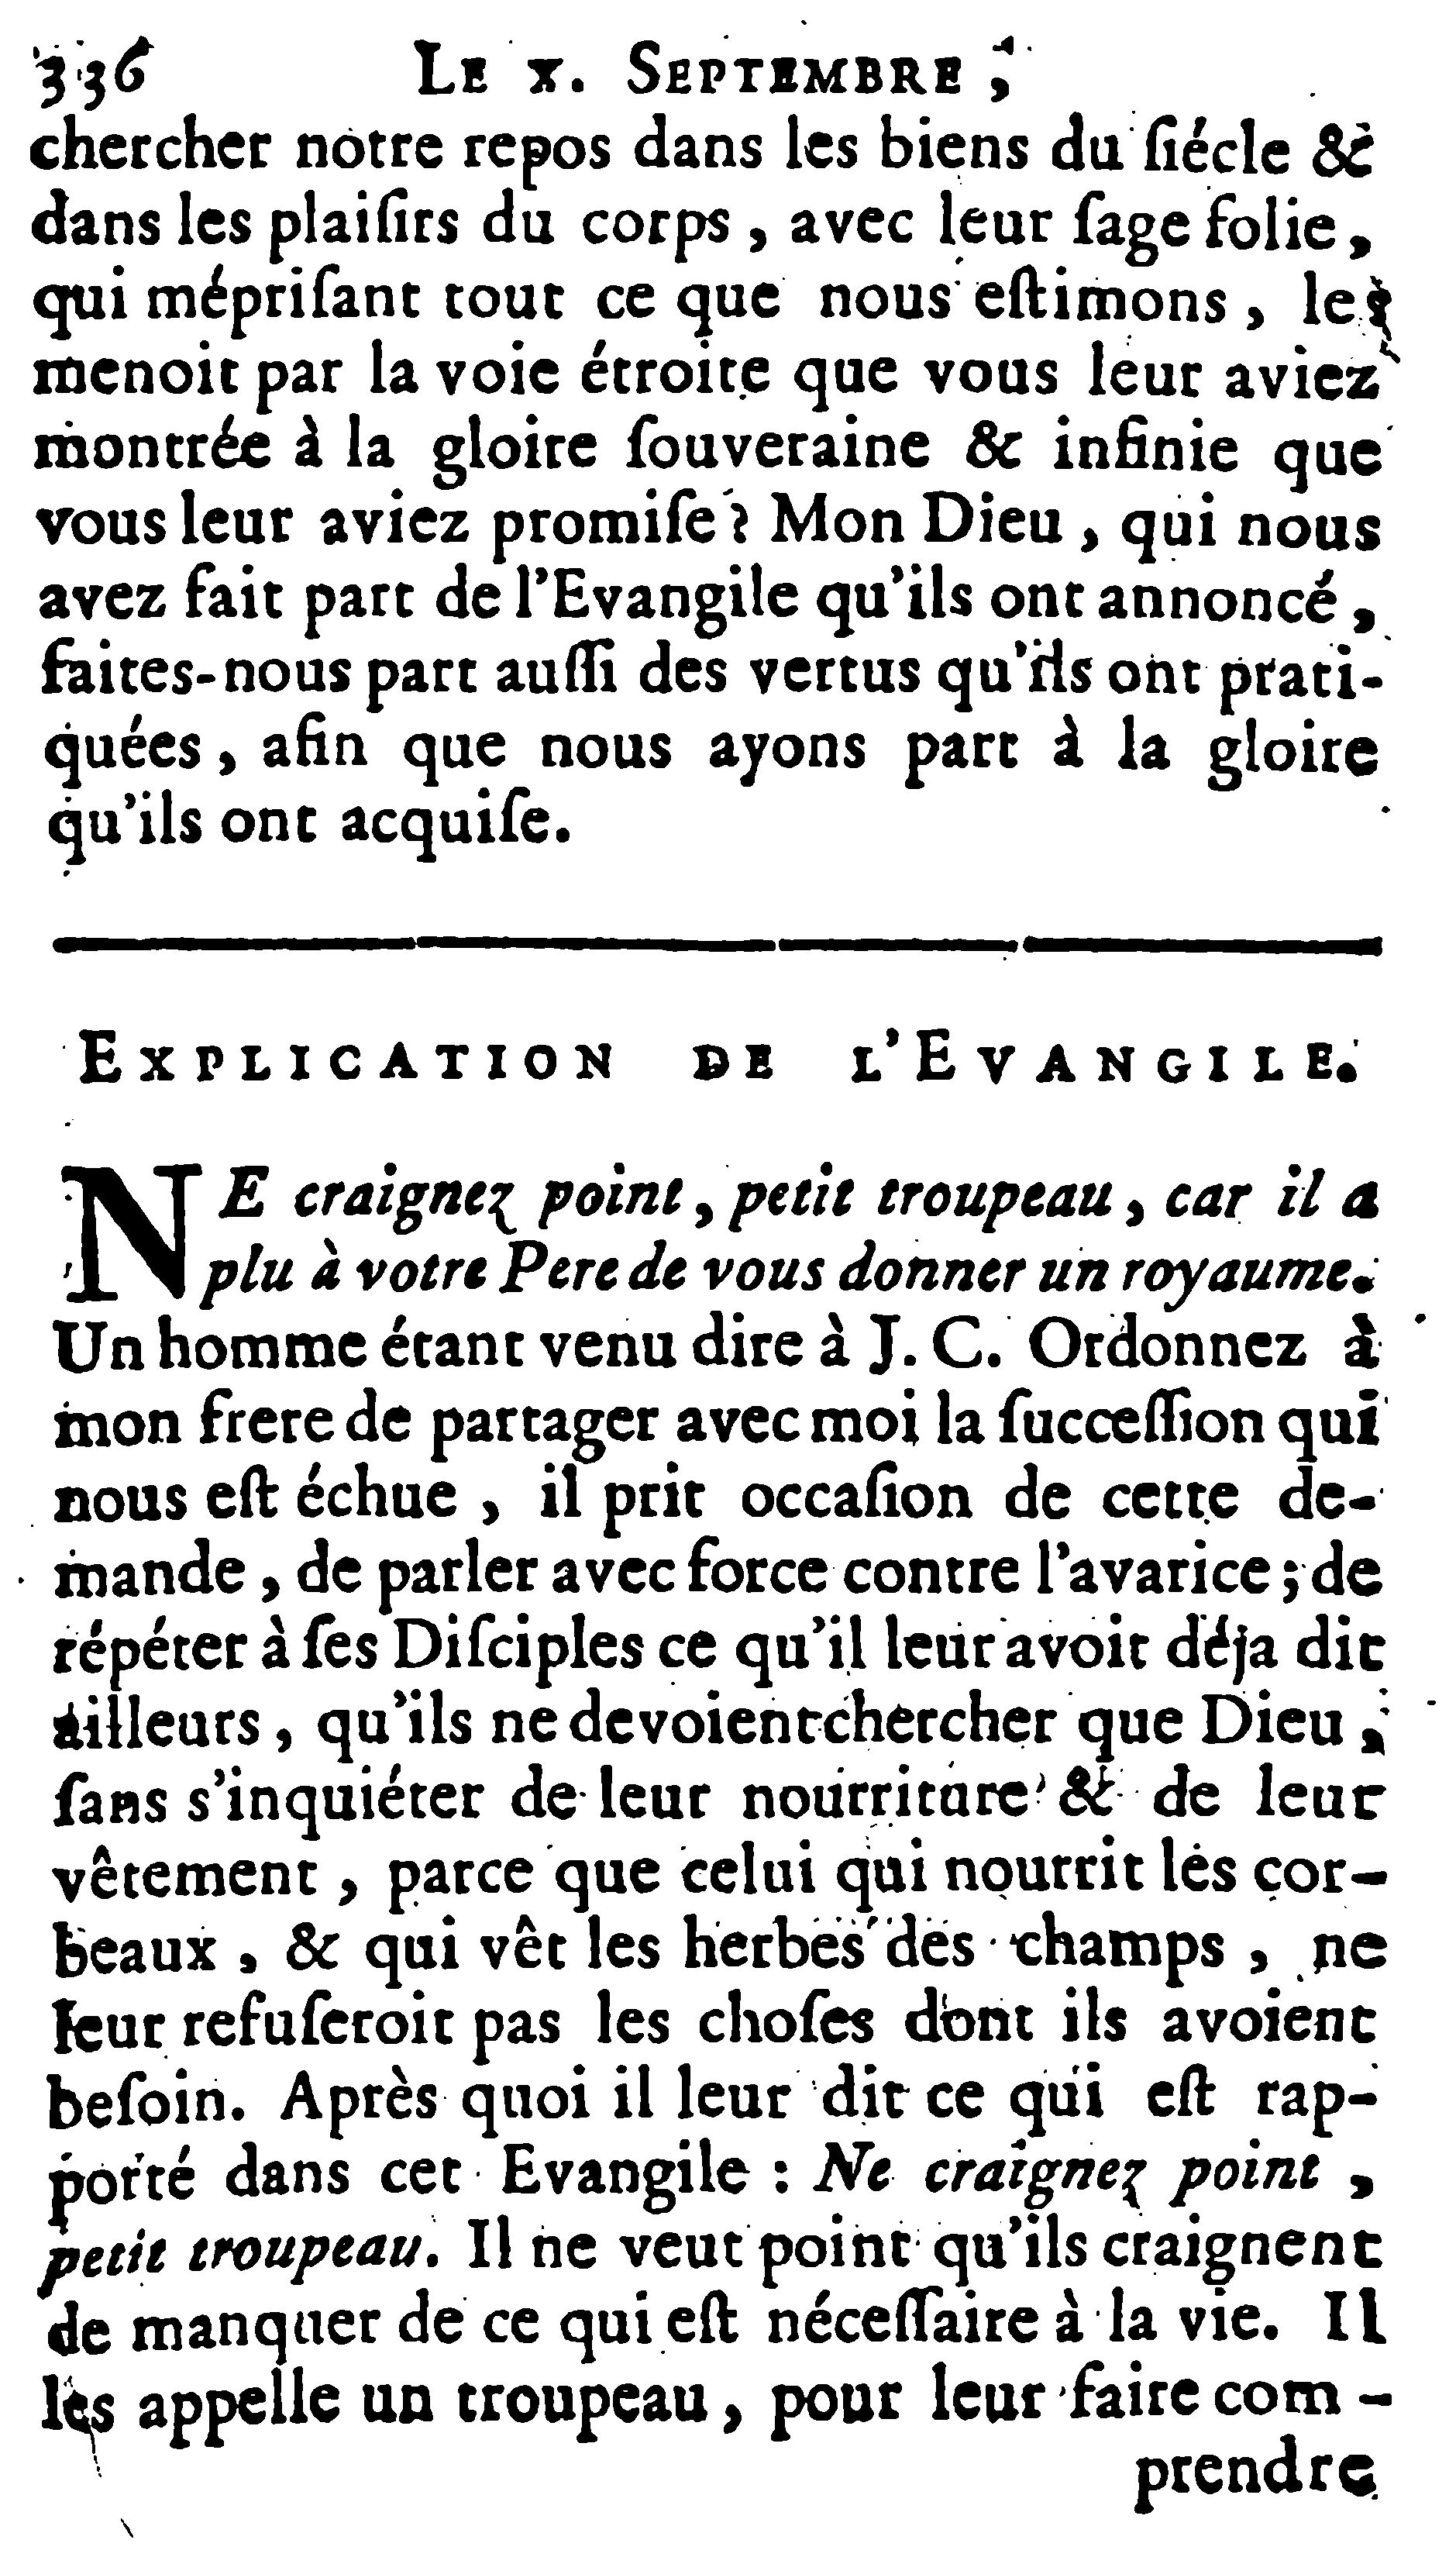 336 LE X. SEPTEMBRE,
chercher notre repos dans les biens du ſiécle &
dans les plaiſirs du corps, avec leur ſage folie,
qui mépriſant tout ce que nous eſtimons, les
menoit par la voie étroite que vous leur aviez
montrée à la gloire ſouveraine & infinie que
vous leur aviez promiſe? Mon Dieu, qui nous
avez fait part de l'Evangile qu'ils ont annoncé,
faites-nous part auſſi des vertus qu'ils ont prati-
quées, afin que nous ayons part à la gloire
qu'ils ont acquiſe.
EXPLICATION DE L'EVANGILE.
NE craignez point, petit troupeau, car il a
plu à votre Pere de vous donner un royaume.
Un homme étant venu dire à J. C. Ordonnez à
mon frere de partager avec moi la ſucceſſion qui
nous eſt échue, il prit occaſion de cette de-
mande, de parler avec force contre l'avarice; de
répéter à ſes Diſciples ce qu'il leur avoit déja dit
ailleurs, qu'ils ne devoient chercher que Dieu,
ſans s'inquiéter de leur nourriture & de leur
vêtement, parce que celui qui nourrit les cor-
beaux, & qui vêt les herbes des champs, ne
leur refuſeroit pas les choſes dont ils avoient
beſoin. Après quoi il leur dit ce qui eſt rap-
porté dans cet Evangile : Ne craignez point,
petit troupeau. Il ne veut point qu'ils craignent
de manquer de ce qui eſt néceſſaire à la vie. Il
les appelle un troupeau, pour leur faire com-
prendre